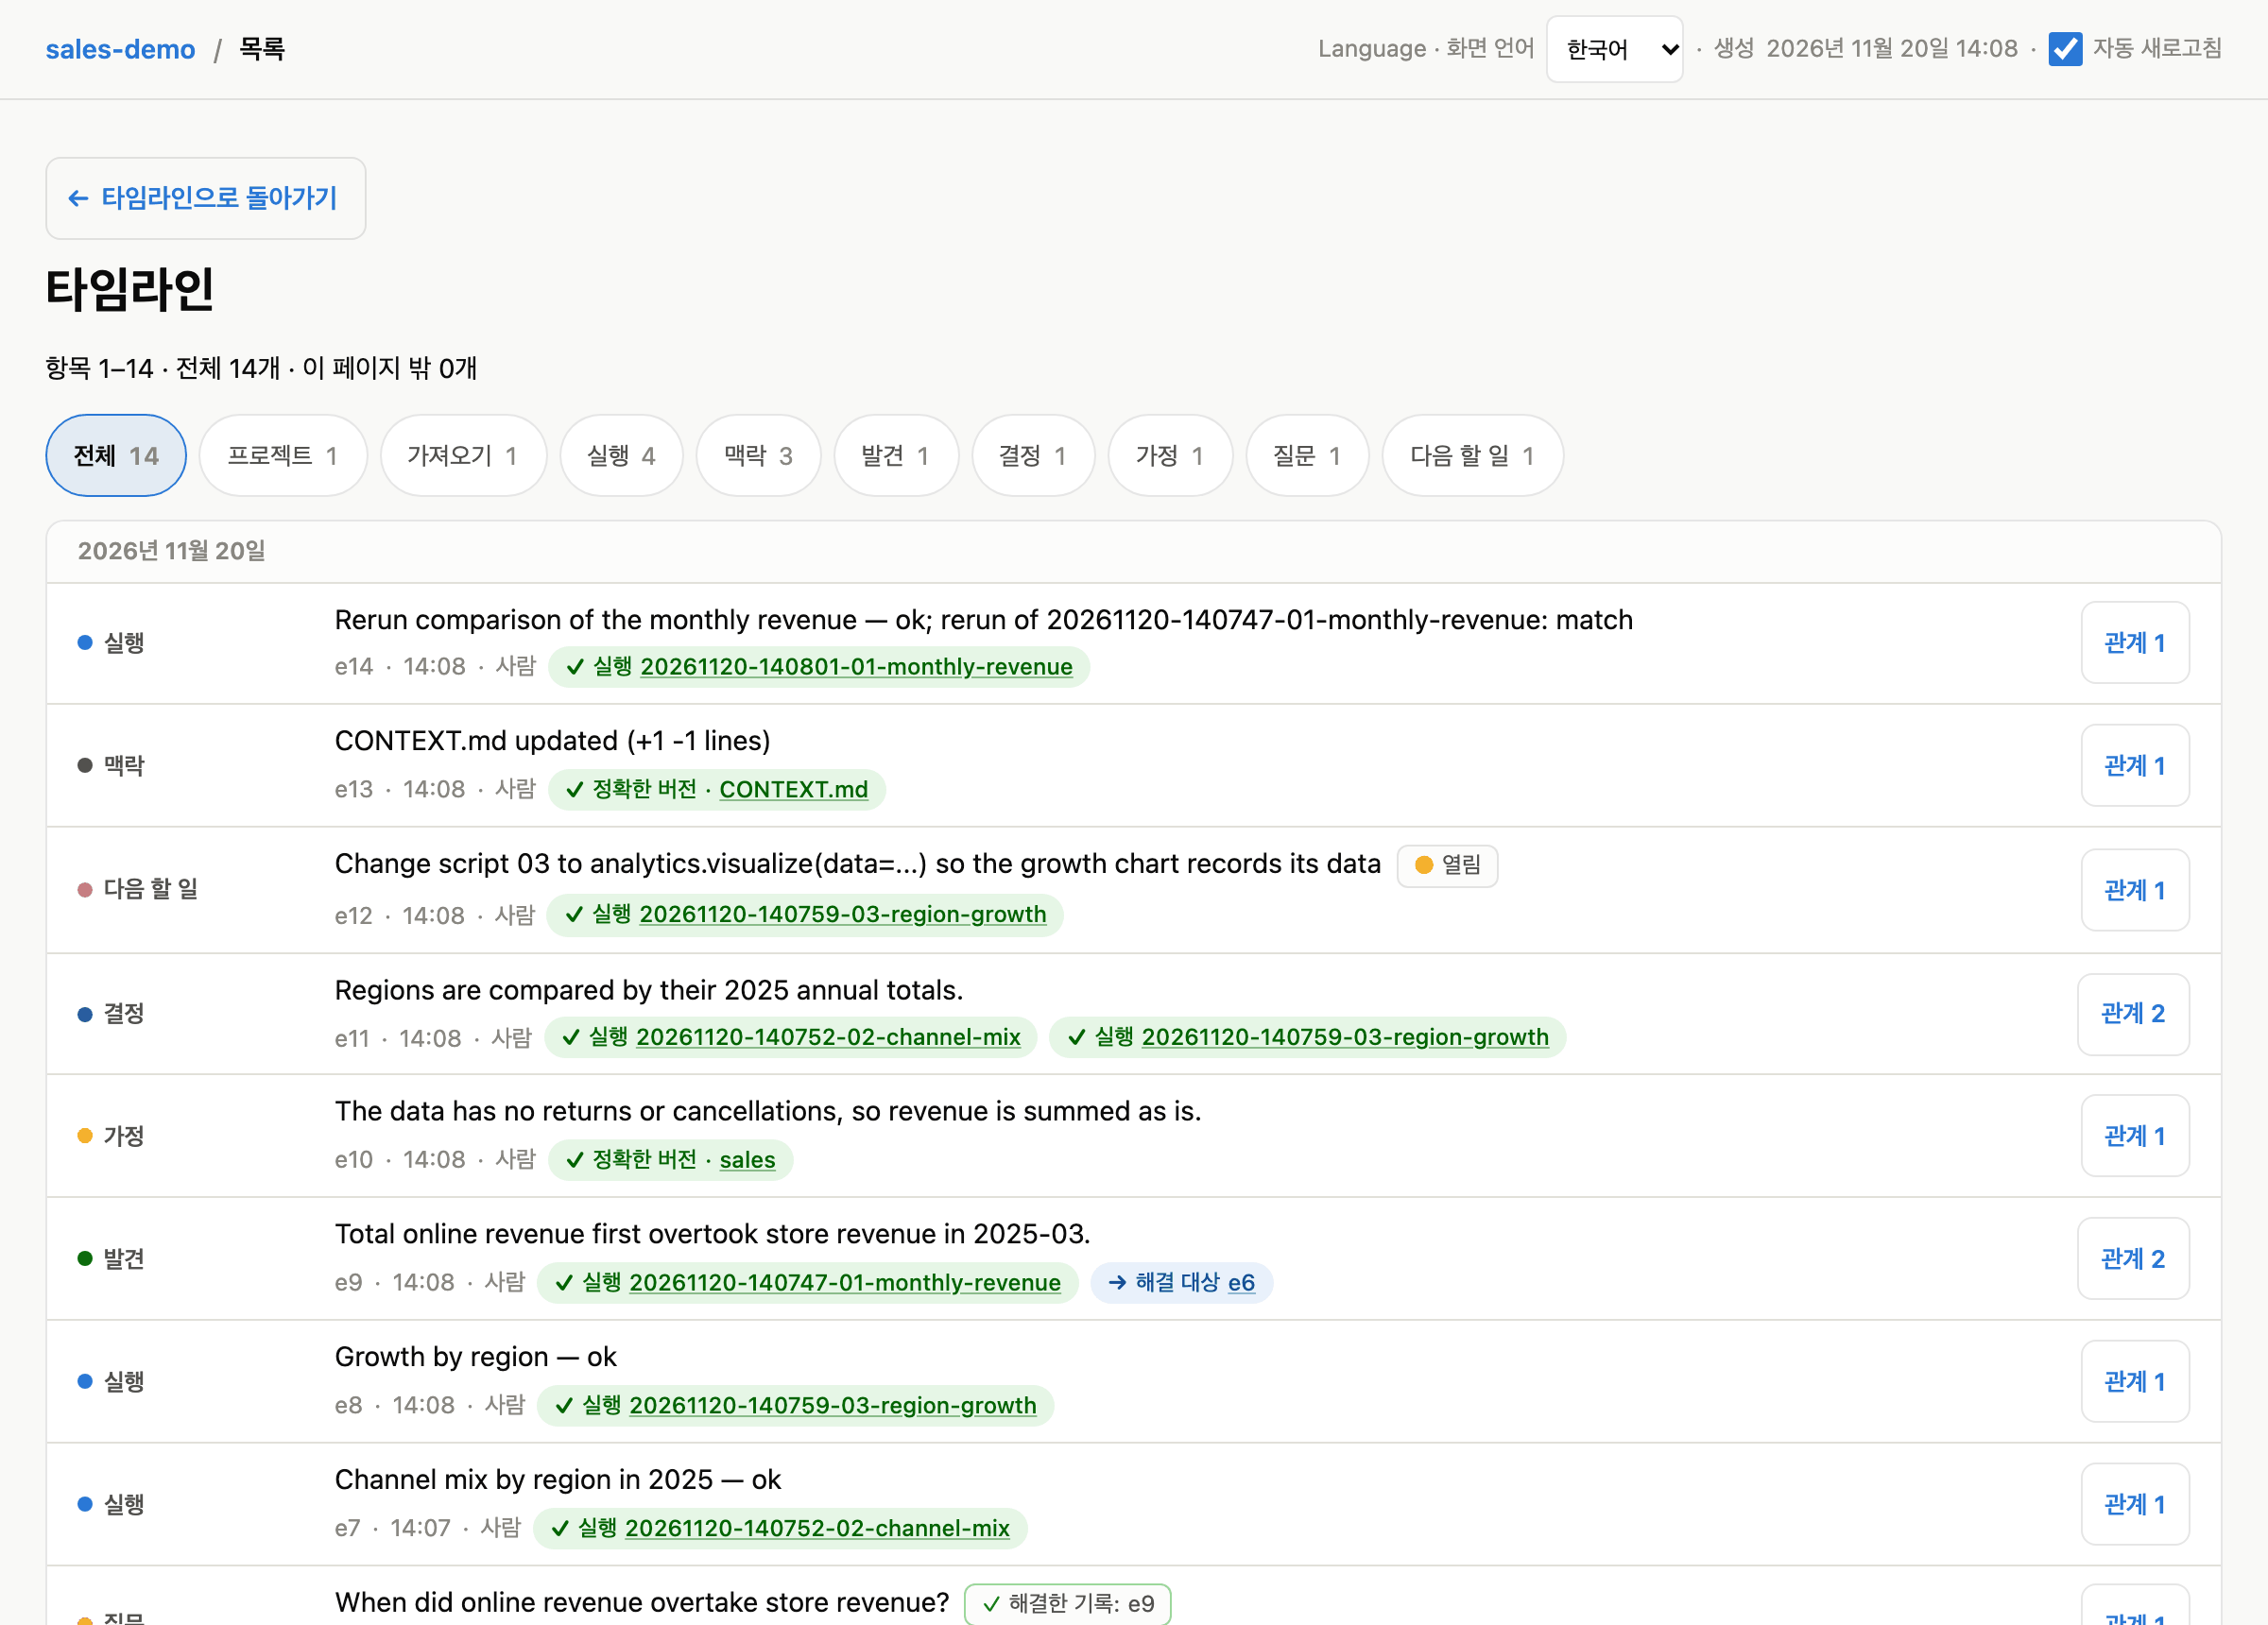 sales-demo / 목록
Language · 화면 언어 한국어 · 생성 2026년 11월 20일 14:08 · 자동 새로고침
← 타임라인으로 돌아가기
타임라인
항목 1–14 · 전체 14개 · 이 페이지 밖 0개
전체 14 프로젝트 1 가져오기 1 실행 4 맥락 3 발견 1 결정 1 가정 1 질문 1 다음 할 일 1
2026년 11월 20일
실행
Rerun comparison of the monthly revenue — ok; rerun of 20261120-140747-01-monthly-revenue: match
e14 · 14:08 · 사람 ✓ 실행 20261120-140801-01-monthly-revenue
관계 1
맥락
CONTEXT.md updated (+1 -1 lines)
e13 · 14:08 · 사람 ✓ 정확한 버전 · CONTEXT.md
관계 1
다음 할 일
Change script 03 to analytics.visualize(data=...) so the growth chart records its data 열림
e12 · 14:08 · 사람 ✓ 실행 20261120-140759-03-region-growth
관계 1
결정
Regions are compared by their 2025 annual totals.
e11 · 14:08 · 사람 ✓ 실행 20261120-140752-02-channel-mix ✓ 실행 20261120-140759-03-region-growth
관계 2
가정
The data has no returns or cancellations, so revenue is summed as is.
e10 · 14:08 · 사람 ✓ 정확한 버전 · sales
관계 1
발견
Total online revenue first overtook store revenue in 2025-03.
e9 · 14:08 · 사람 ✓ 실행 20261120-140747-01-monthly-revenue → 해결 대상 e6
관계 2
실행
Growth by region — ok
e8 · 14:08 · 사람 ✓ 실행 20261120-140759-03-region-growth
관계 1
실행
Channel mix by region in 2025 — ok
e7 · 14:07 · 사람 ✓ 실행 20261120-140752-02-channel-mix
관계 1
질문
When did online revenue overtake store revenue? ✓ 해결한 기록: e9
관계 1